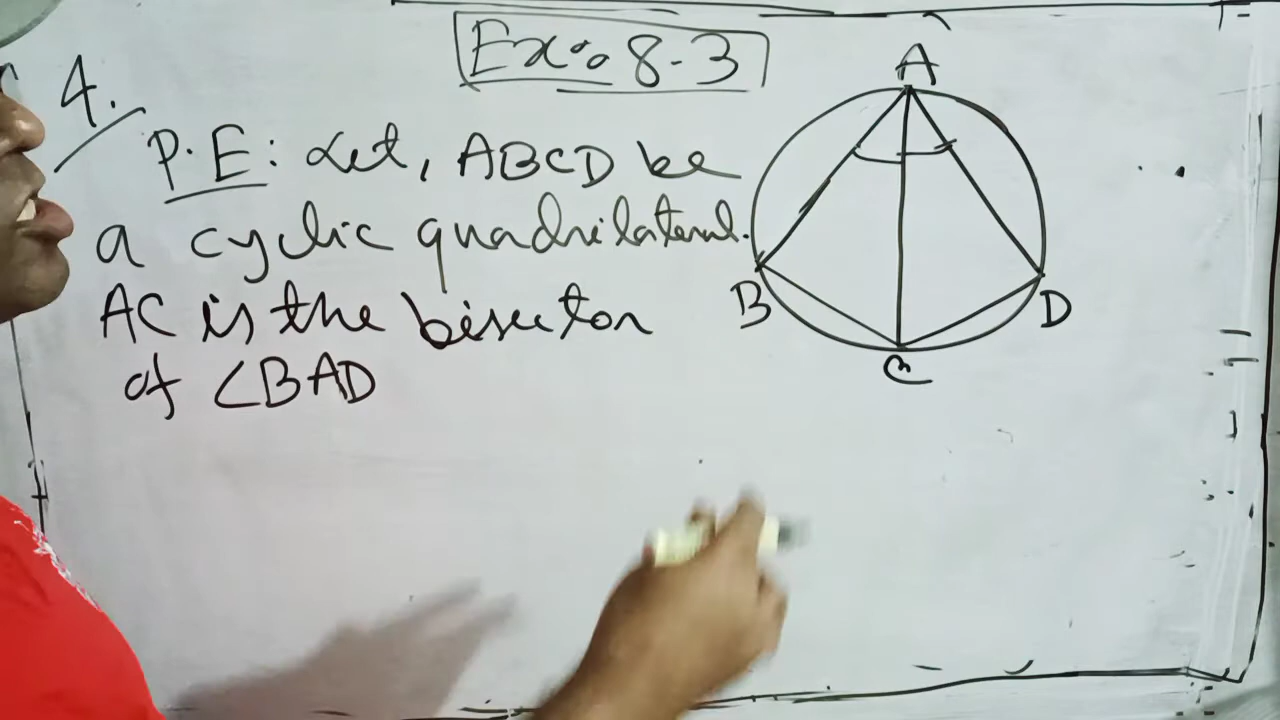 Ex: 8.3
4.
P.E: Let, ABCD be
a cyclic quadrilateral.
AC is the bisector
of ∠BAD
A
B
D
C